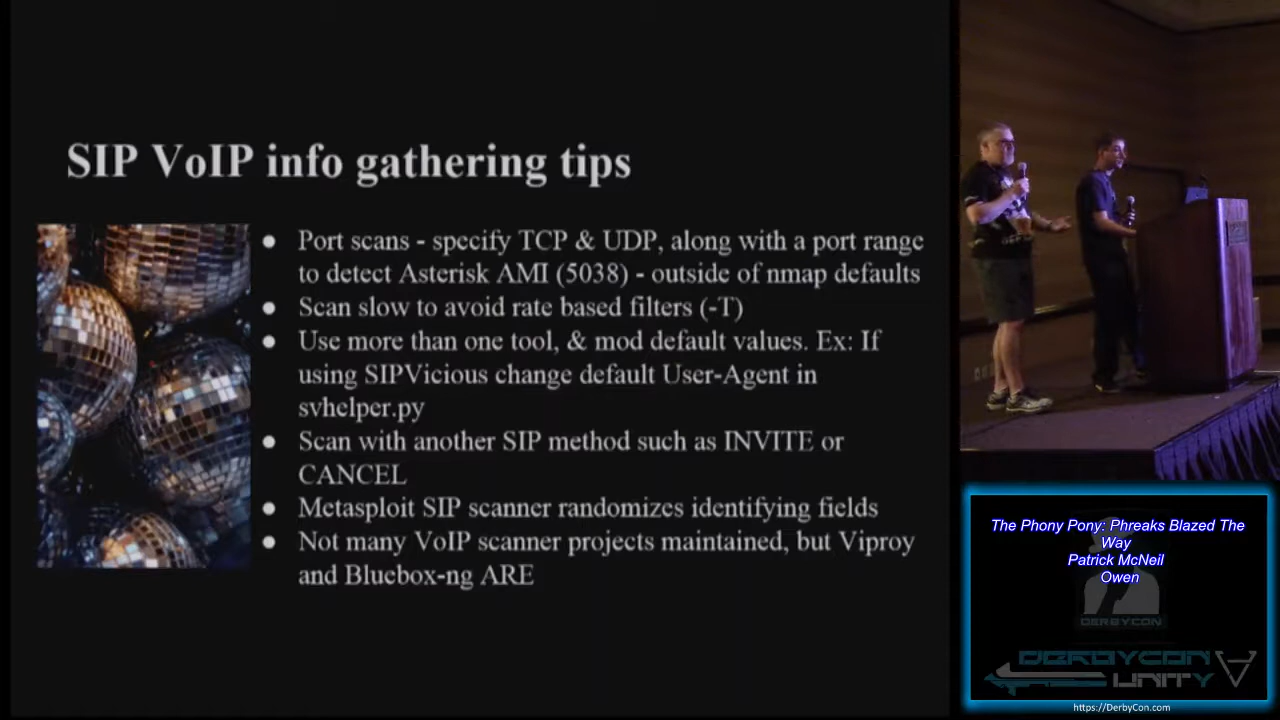 SIP VoIP info gathering tips
● Port scans - specify TCP & UDP, along with a port range
to detect Asterisk AMI (5038) - outside of nmap defaults
● Scan slow to avoid rate based filters (-T)
● Use more than one tool, & mod default values. Ex: If
using SIPVicious change default User-Agent in
svhelper.py
● Scan with another SIP method such as INVITE or
CANCEL
● Metasploit SIP scanner randomizes identifying fields
● Not many VoIP scanner projects maintained, but Viproy
and Bluebox-ng ARE
The Phony Pony: Phreaks Blazed The
Way
Patrick McNeil
Owen
DERBYCON
DERBYCON
UNITY
https://DerbyCon.com